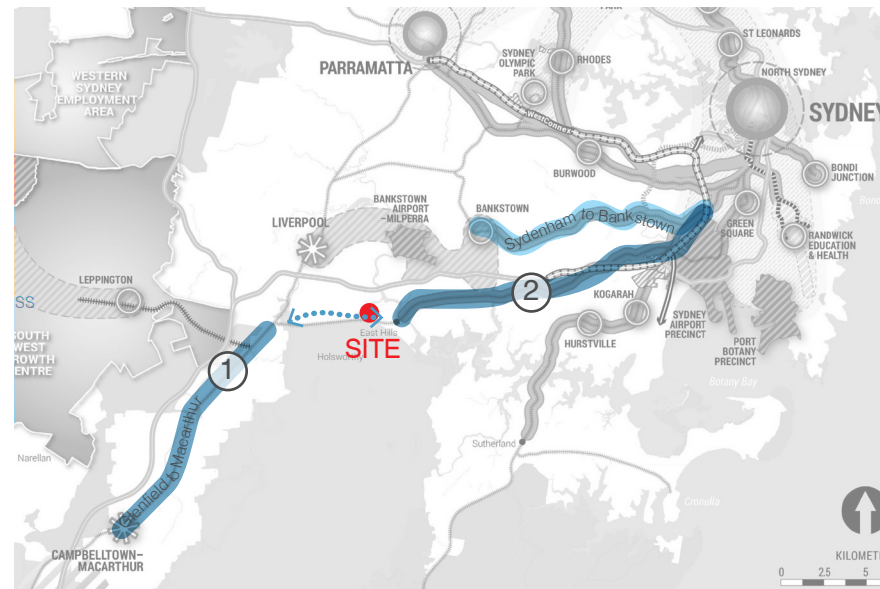 PARK
ST LEONARDS
SYDNEY
OLYMPIC
PARK
RHODES
PARRAMATTA
NORTH SYDNEY
SYDNEY
WESTERN
SYDNEY
EMPLOYMENT
AREA
WestConnex
BURWOOD
BONDI
JUNCTION
BANKSTOWN
AIRPORT
–MILPERRA
BANKSTOWN
LIVERPOOL
Sydenham to Bankstown
GREEN
SQUARE
RANDWICK
EDUCATION
& HEALTH
Bond
LEPPINGTON
ss
2
KOGARAH
SYDNEY
AIRPORT
PRECINCT
PORT
BOTANY
PRECINCT
East Hills
SITE
HURSTVILLE
SOUTH
WEST
GROWTH
CENTRE
Holsworthy
1
Botany Bay
Glenfield to Macarthur
Sutherland
Narellan
Cronulla
CAMPBELLTOWN–
MACARTHUR
KILOMET
0 2.5 5